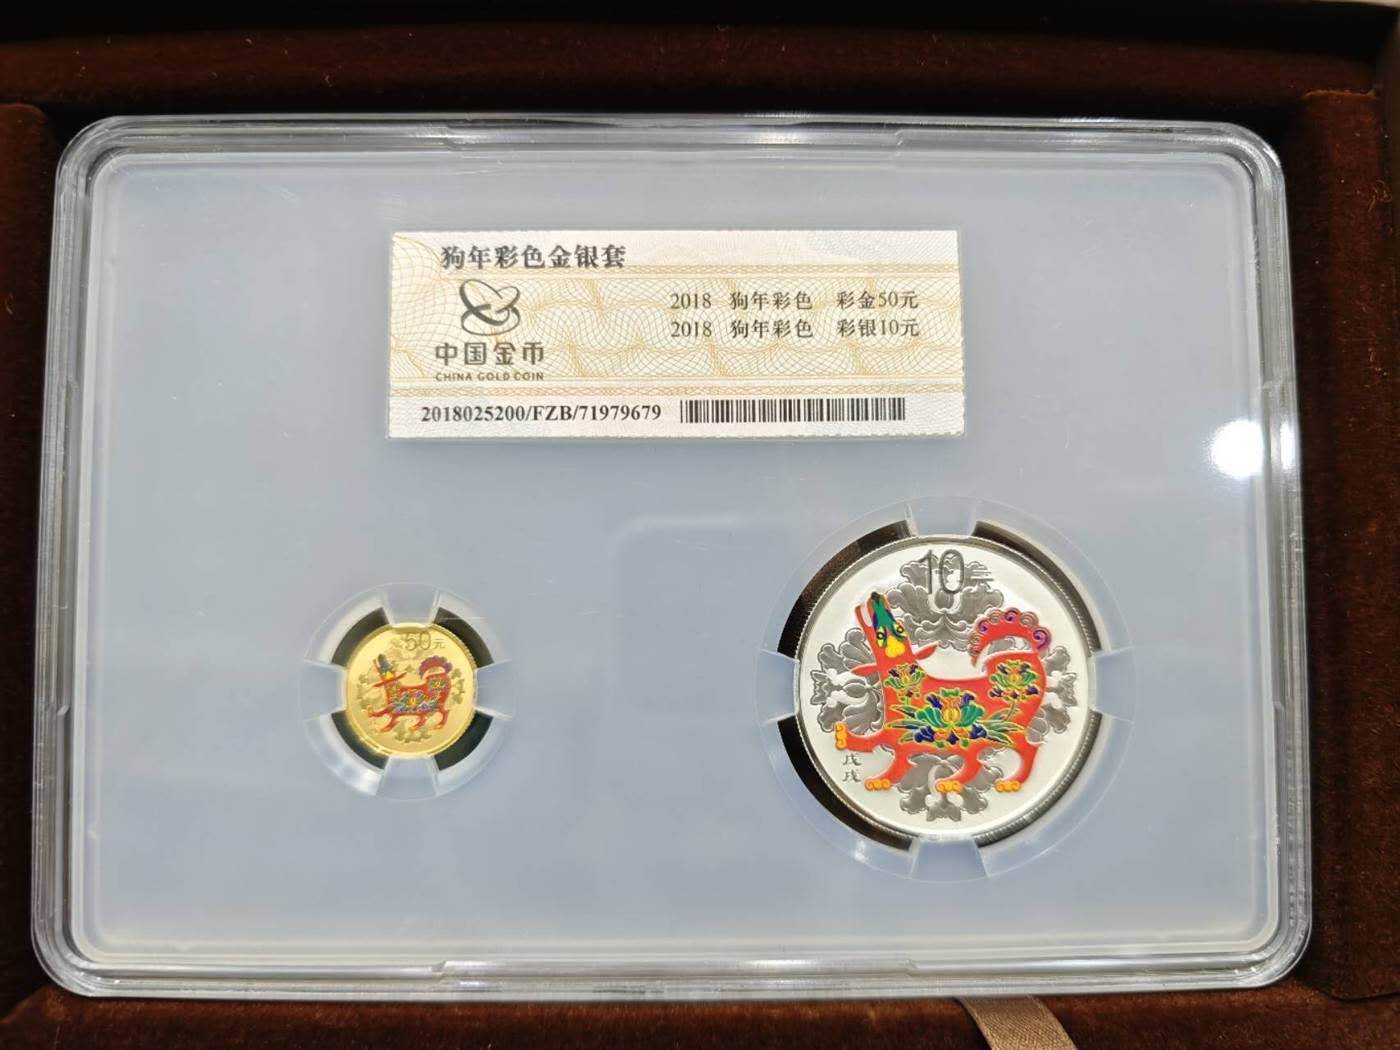 狗年彩色金银套
2018 狗年彩色 彩金50元
2018 狗年彩色 彩银10元
中国金币
CHINA GOLD COIN
2018025200/FZB/71979679
50元
10元
戊戌